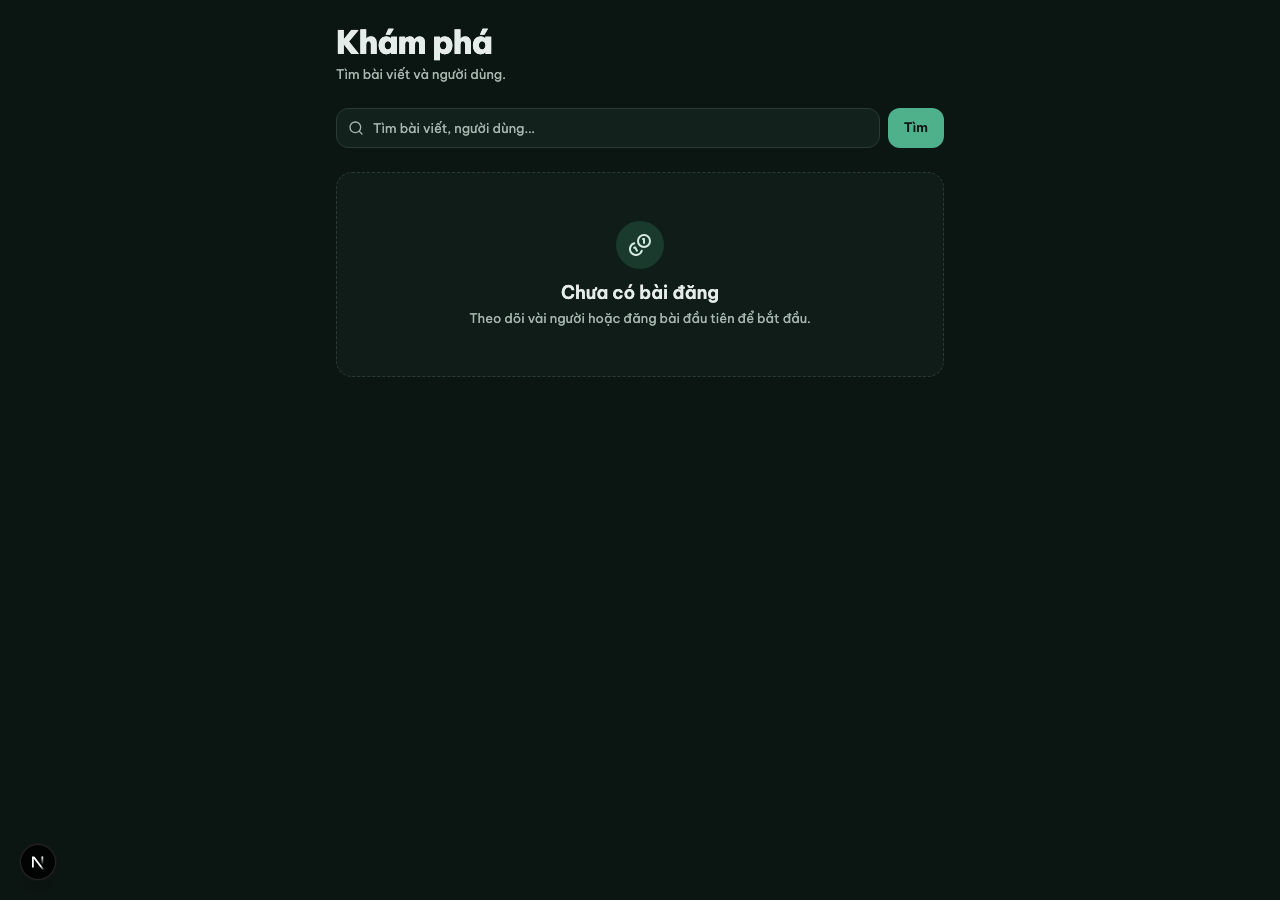 Khám phá
Tìm bài viết và người dùng.
Tìm bài viết, người dùng...
Tìm
Chưa có bài đăng
Theo dõi vài người hoặc đăng bài đầu tiên để bắt đầu.
N